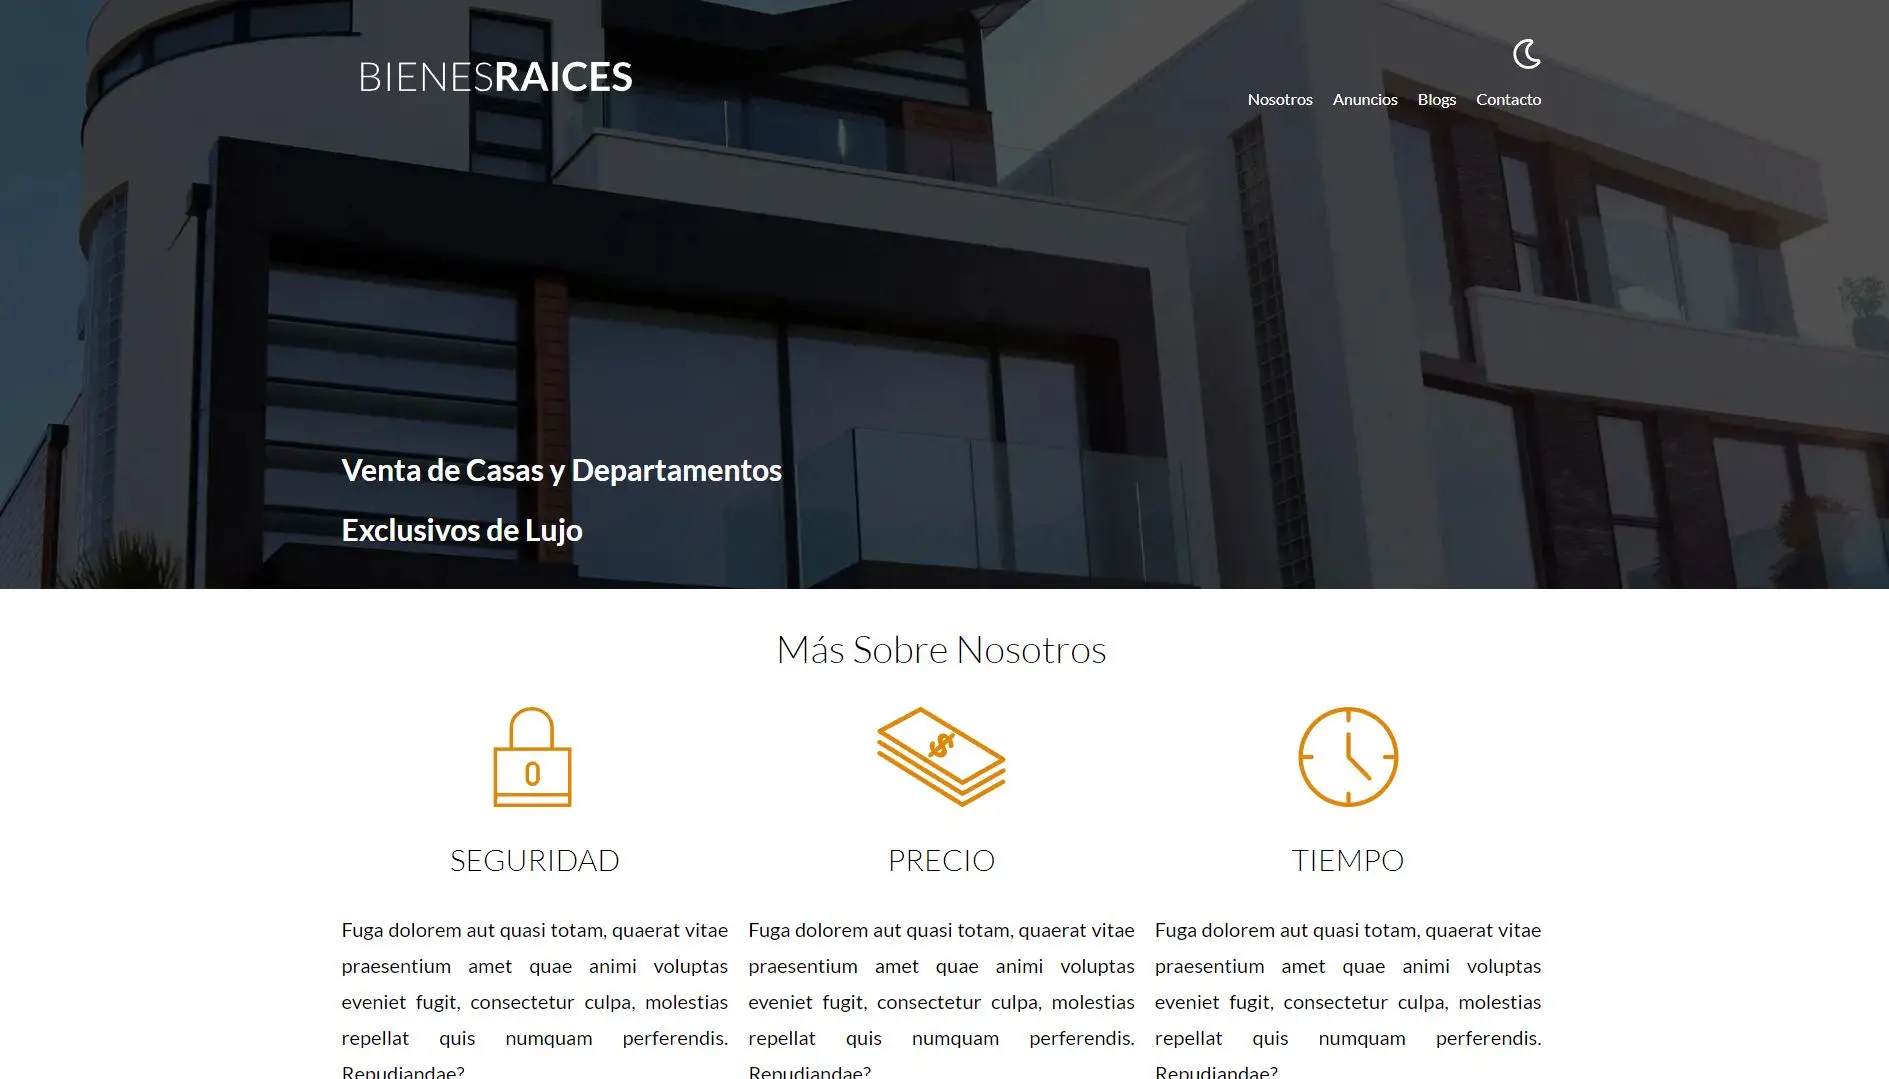 BIENESRAICES
Nosotros Anuncios Blogs Contacto
Venta de Casas y Departamentos
Exclusivos de Lujo
Más Sobre Nosotros
$
SEGURIDAD
PRECIO
TIEMPO
Fuga dolorem aut quasi totam, quaerat vitae
praesentium amet quae animi voluptas
eveniet fugit, consectetur culpa, molestias
repellat quis numquam perferendis.
Repudiandae?
Fuga dolorem aut quasi totam, quaerat vitae
praesentium amet quae animi voluptas
eveniet fugit, consectetur culpa, molestias
repellat quis numquam perferendis.
Repudiandae?
Fuga dolorem aut quasi totam, quaerat vitae
praesentium amet quae animi voluptas
eveniet fugit, consectetur culpa, molestias
repellat quis numquam perferendis.
Repudiandae?